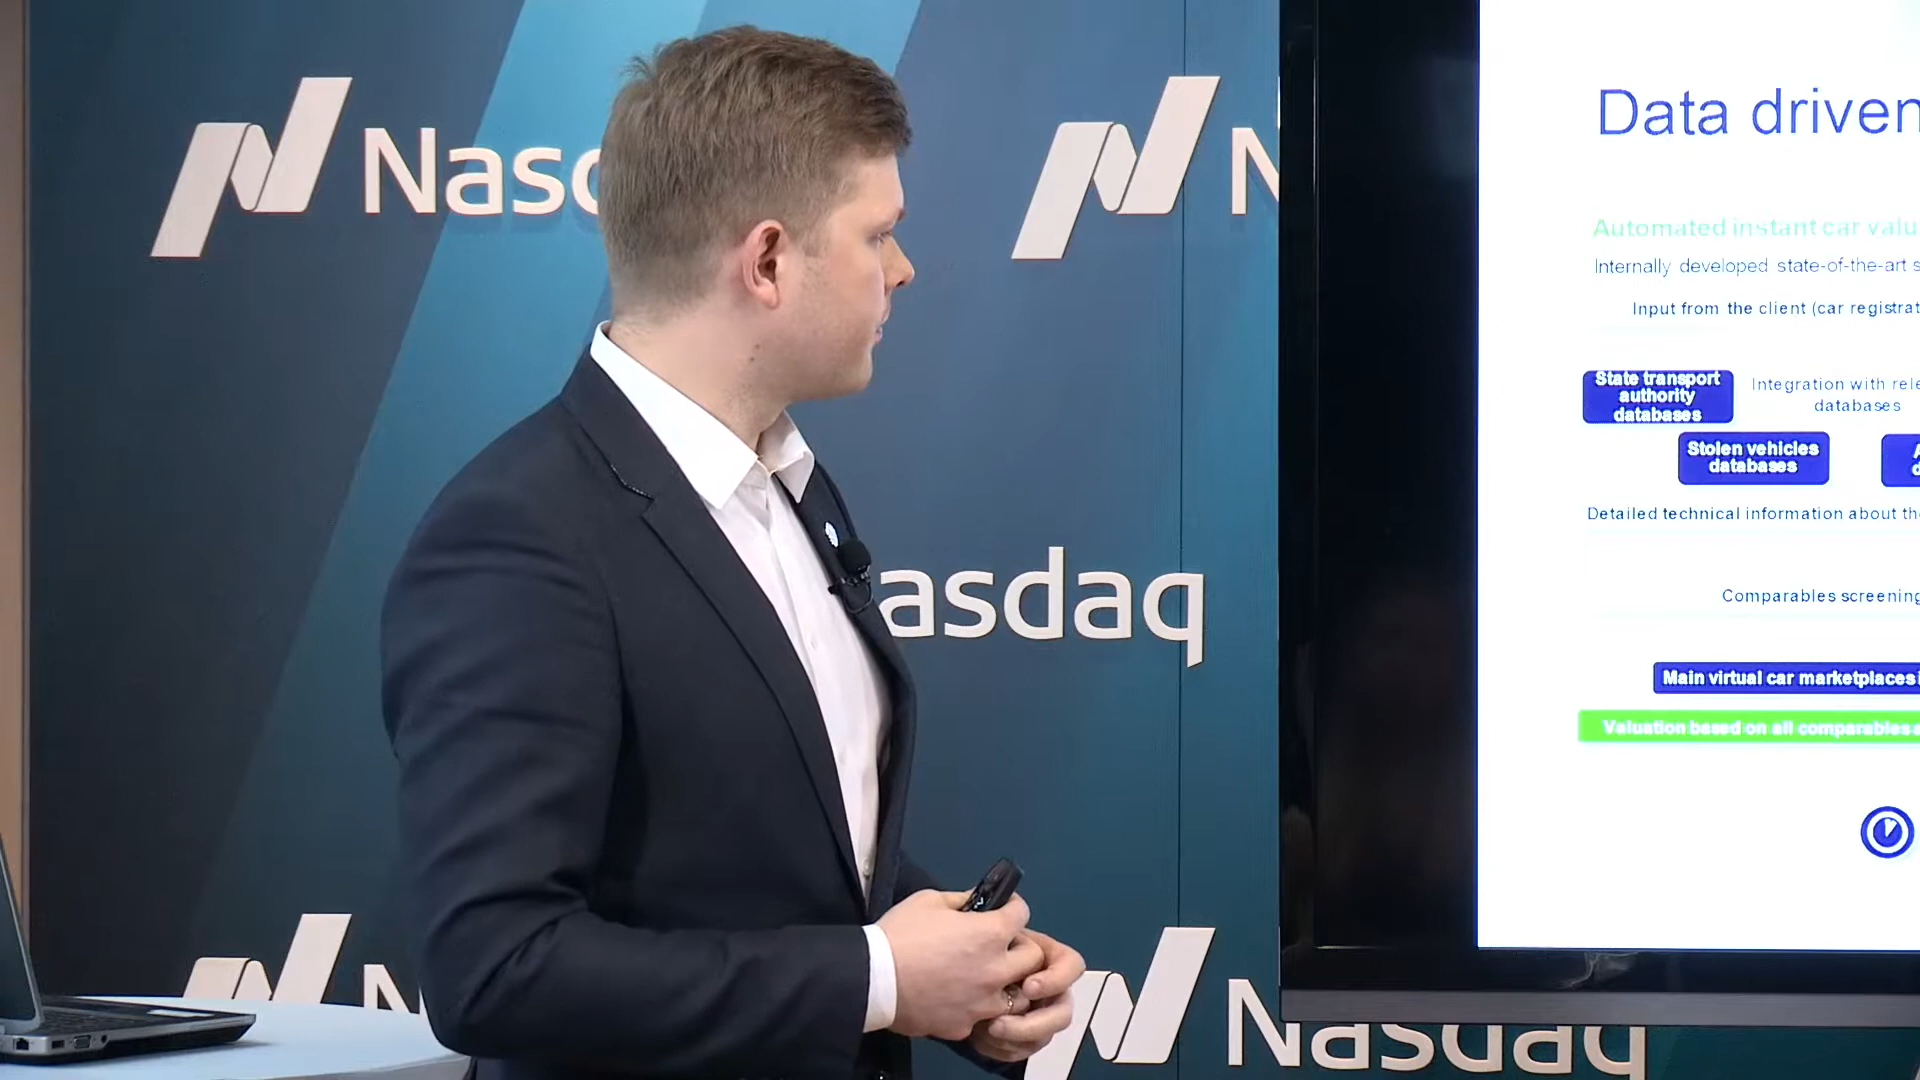 Nasd
N
asdaq
N
Nasdaq
Data driven
Automated instant car valu
Internally developed state-of-the-art s
Input from the client (car registrat
State transport
authority
databases
Integration with rele
databases
Stolen vehicles
databases
Detailed technical information about th
Comparables screening
Main virtual car marketplaces
Valuation based on all comparables